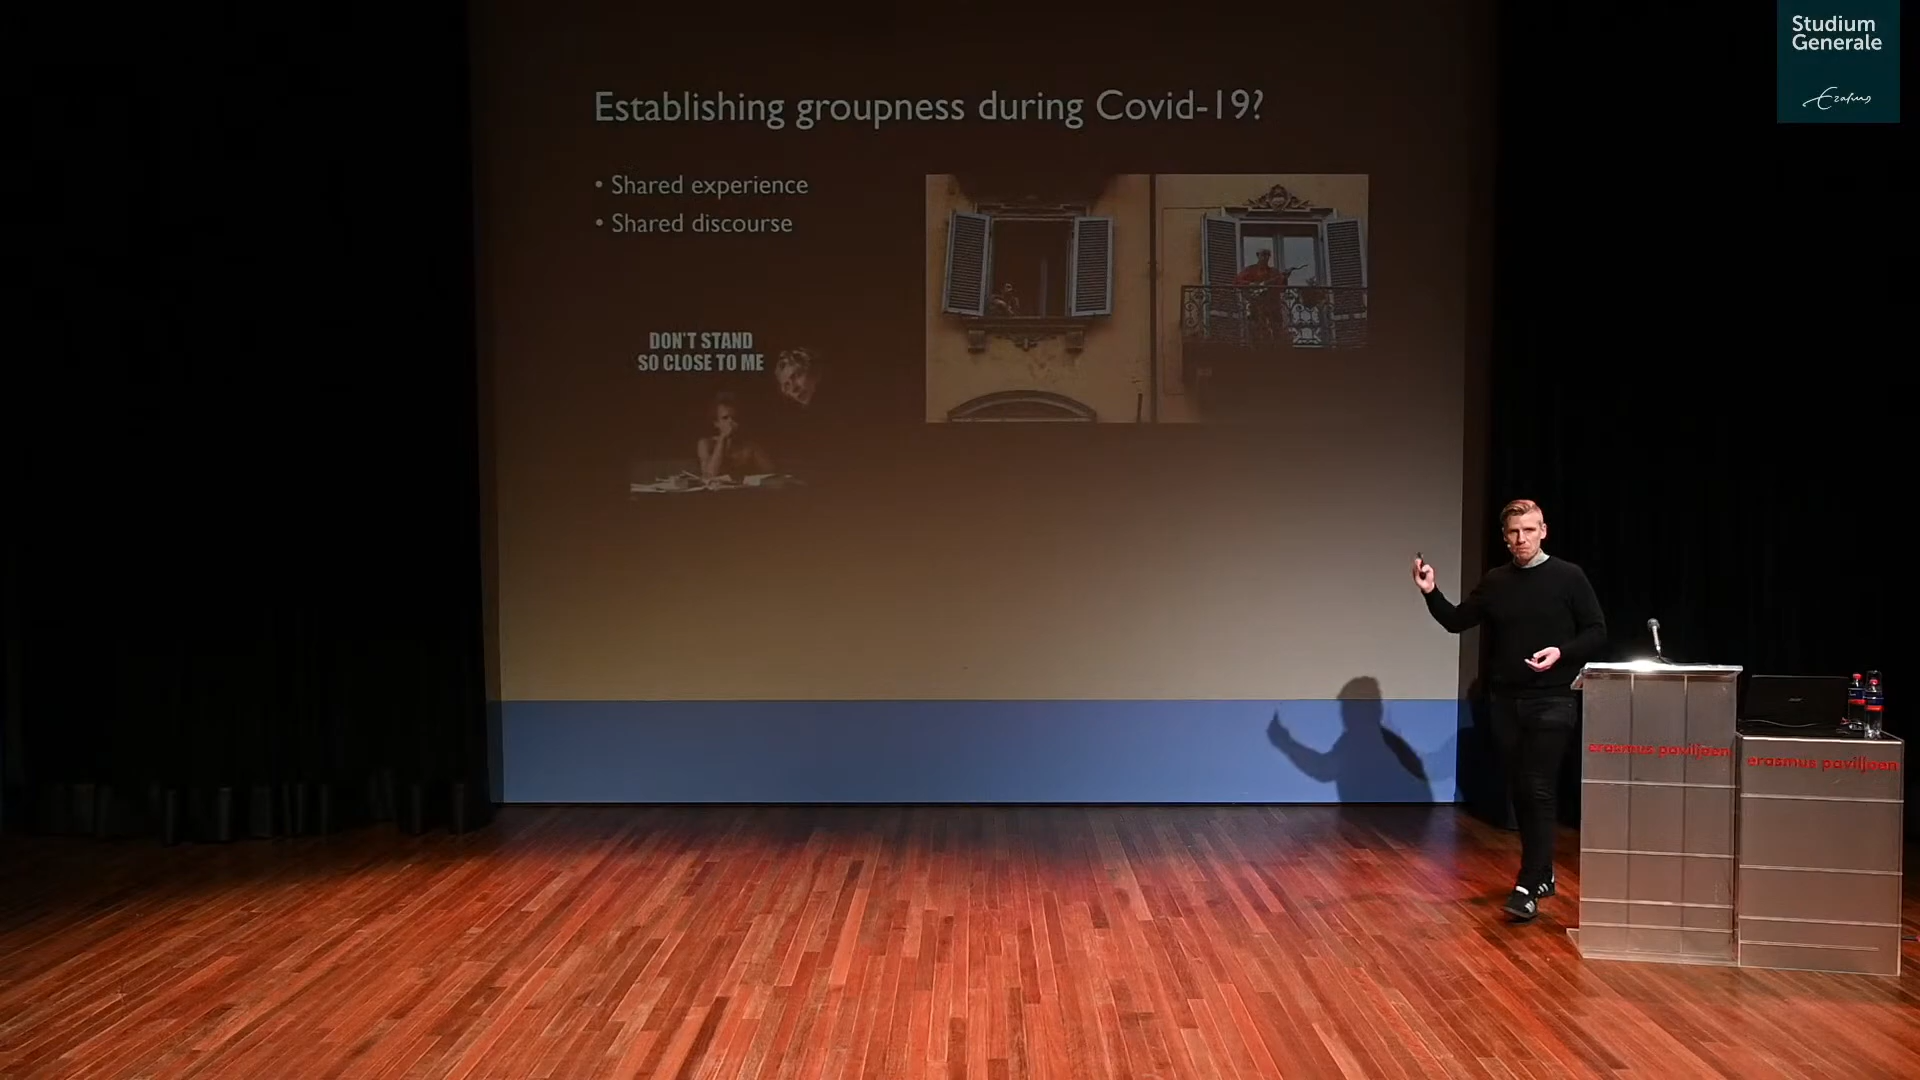 Studium
Generale
Erasmus
Establishing groupness during Covid-19?
• Shared experience
• Shared discourse
DON'T STAND
SO CLOSE TO ME
erasmus paviljoen
erasmus paviljoen